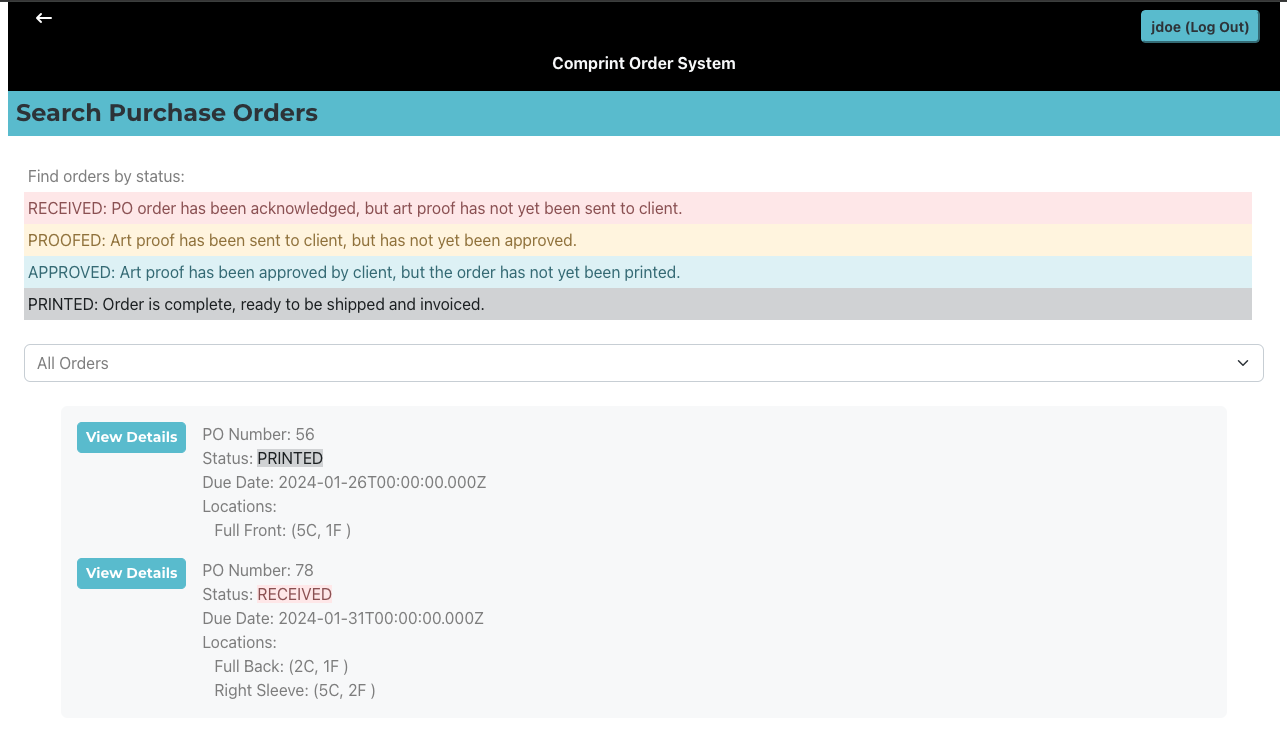 jdoe (Log Out)
Comprint Order System
Search Purchase Orders
Find orders by status:
RECEIVED: PO order has been acknowledged, but art proof has not yet been sent to client.
PROOFED: Art proof has been sent to client, but has not yet been approved.
APPROVED: Art proof has been approved by client, but the order has not yet been printed.
PRINTED: Order is complete, ready to be shipped and invoiced.
All Orders
View Details
PO Number: 56
Status: PRINTED
Due Date: 2024-01-26T00:00:00.000Z
Locations:
Full Front: (5C, 1F )
View Details
PO Number: 78
Status: RECEIVED
Due Date: 2024-01-31T00:00:00.000Z
Locations:
Full Back: (2C, 1F )
Right Sleeve: (5C, 2F )